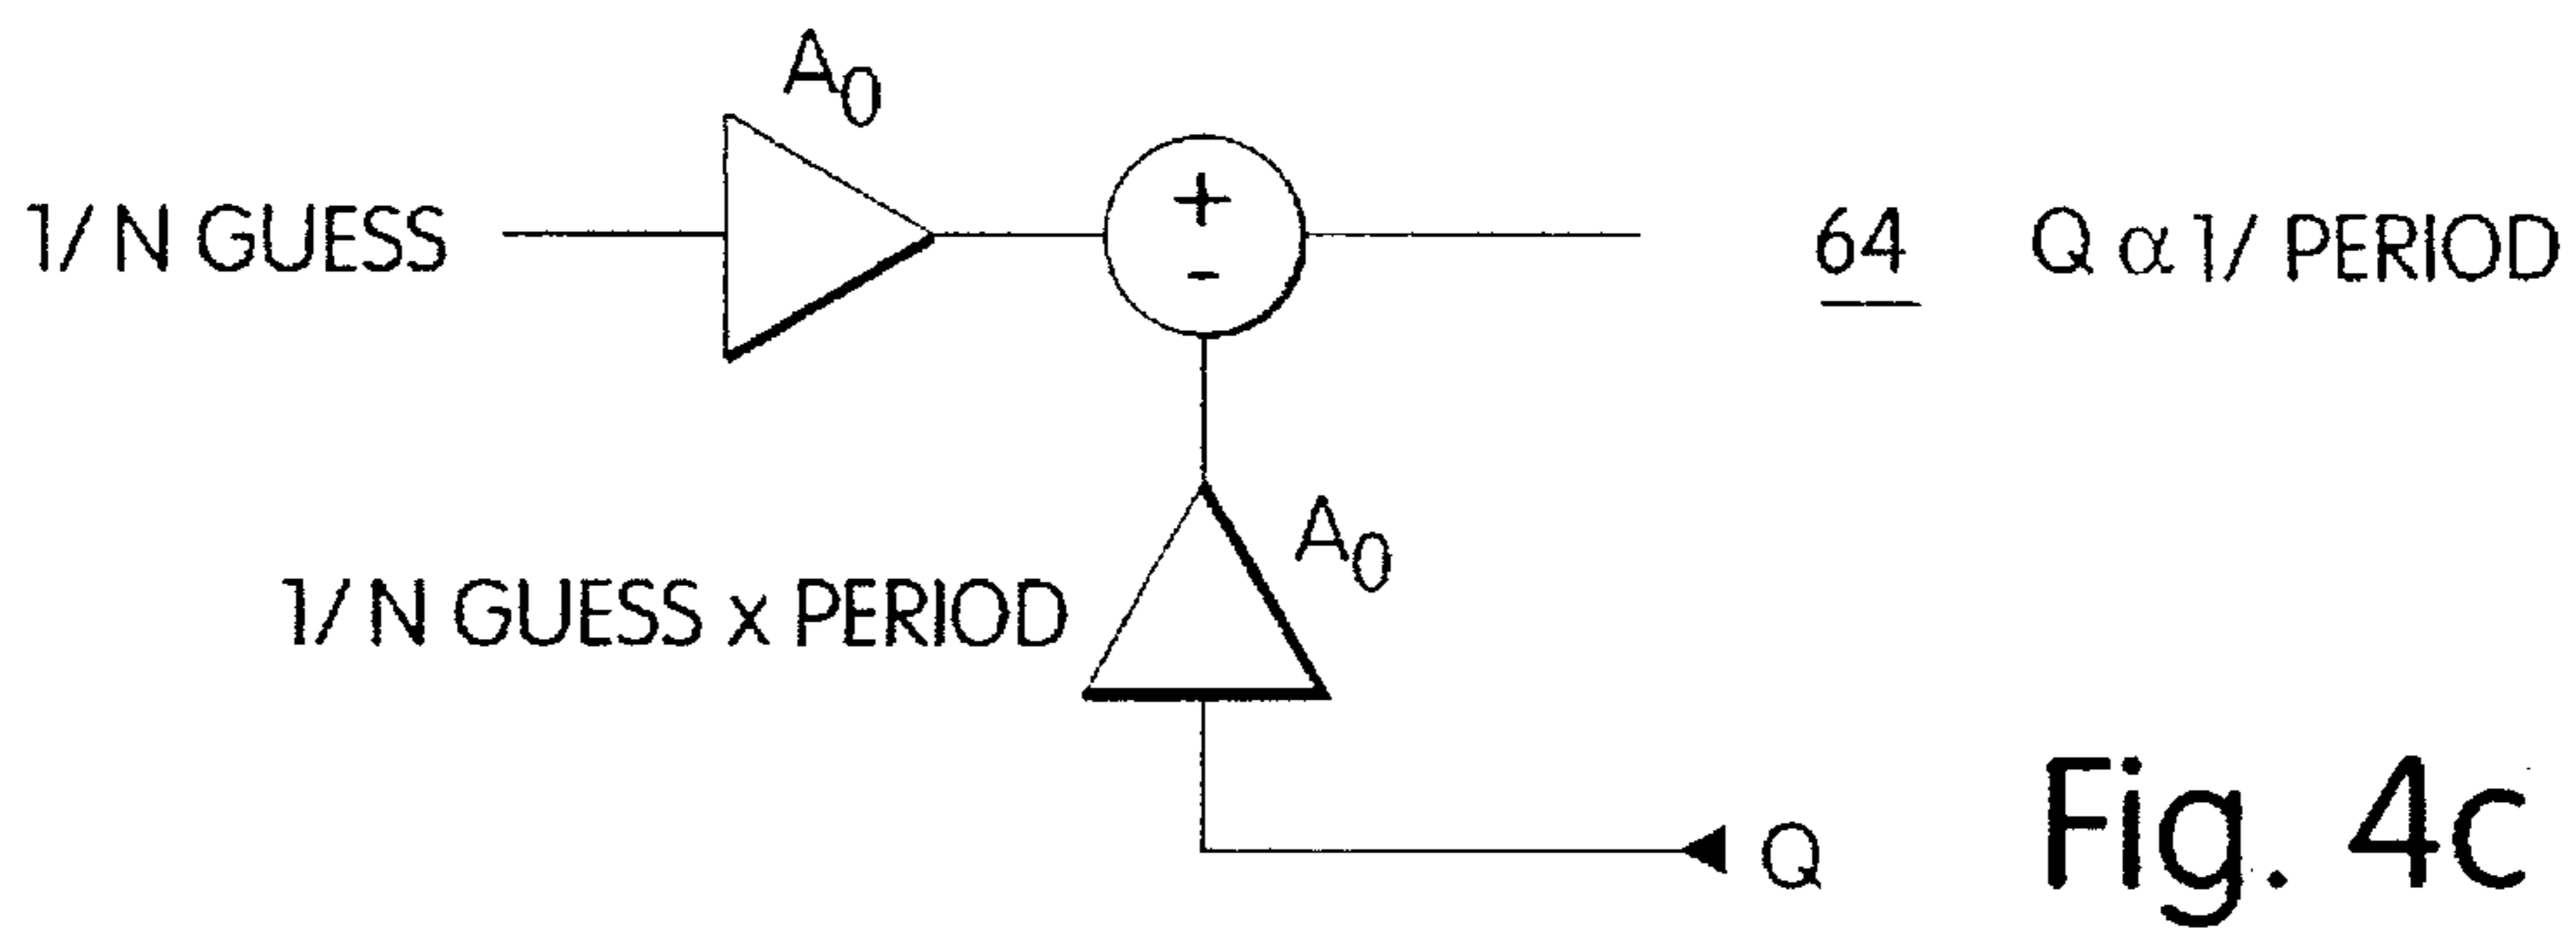 A0
1/ N GUESS
+
-
64 Q α 1/ PERIOD
A0
1/ N GUESS x PERIOD
Q
Fig. 4c